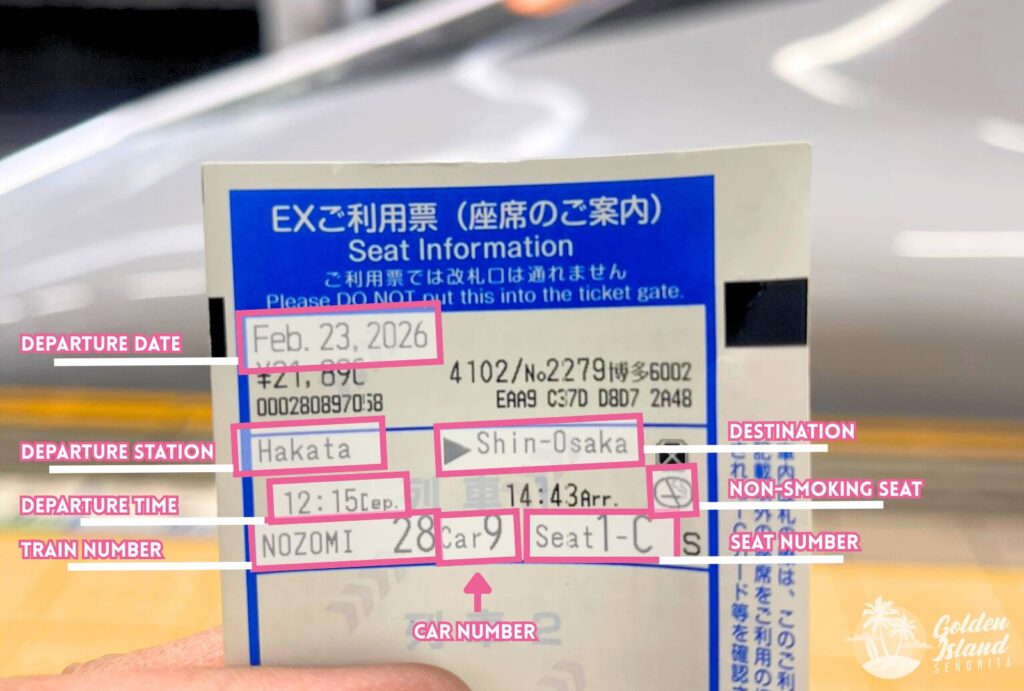 EXご利用票（座席のご案内）
Seat Information
ご利用票では改札口は通れません
Please DO NOT put this into the ticket gate.
DEPARTURE DATE
Feb. 23, 2026
¥21,890
4102/No2279博多6002
000280897058
EAA9 C37D D8D7 2A48
DEPARTURE STATION
Hakata
▶Shin-Osaka
DESTINATION
DEPARTURE TIME
12:15Dep.
14:43Arr.
NON-SMOKING SEAT
TRAIN NUMBER
NOZOMI 28 Car9 Seat1-C S
SEAT NUMBER
CAR NUMBER
Golden
Island
SEÑORITA